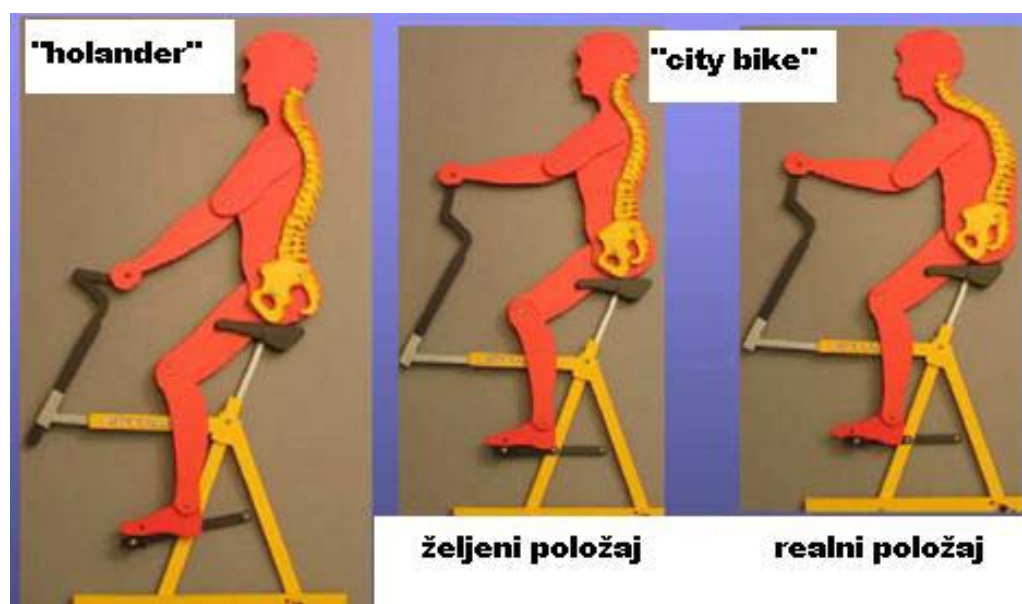 "holander"
"city bike"
željeni položaj
realni položaj